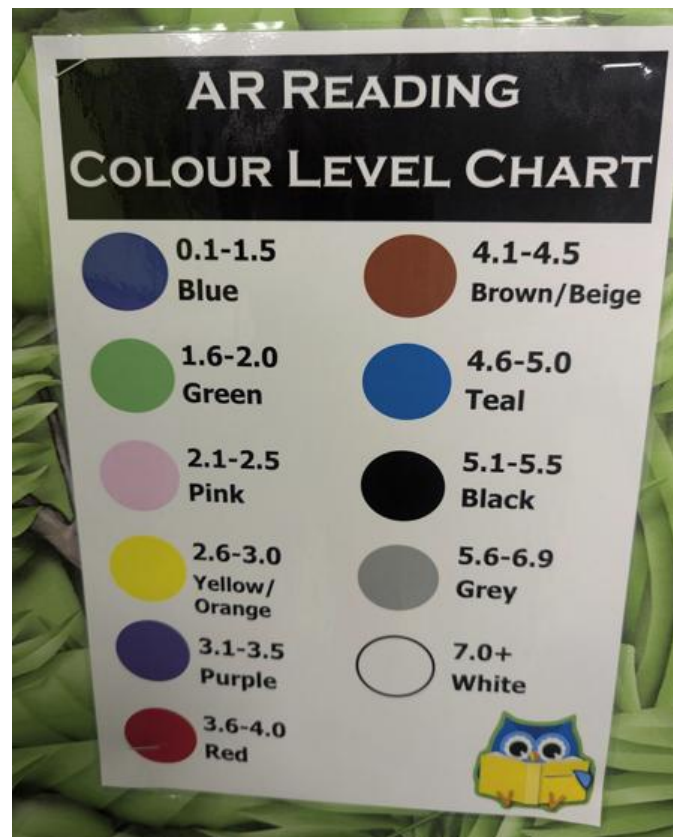 AR READING
COLOUR LEVEL CHART
0.1-1.5
Blue
1.6-2.0
Green
2.1-2.5
Pink
2.6-3.0
Yellow/
Orange
3.1-3.5
Purple
3.6-4.0
Red
4.1-4.5
Brown/Beige
4.6-5.0
Teal
5.1-5.5
Black
5.6-6.9
Grey
7.0+
White